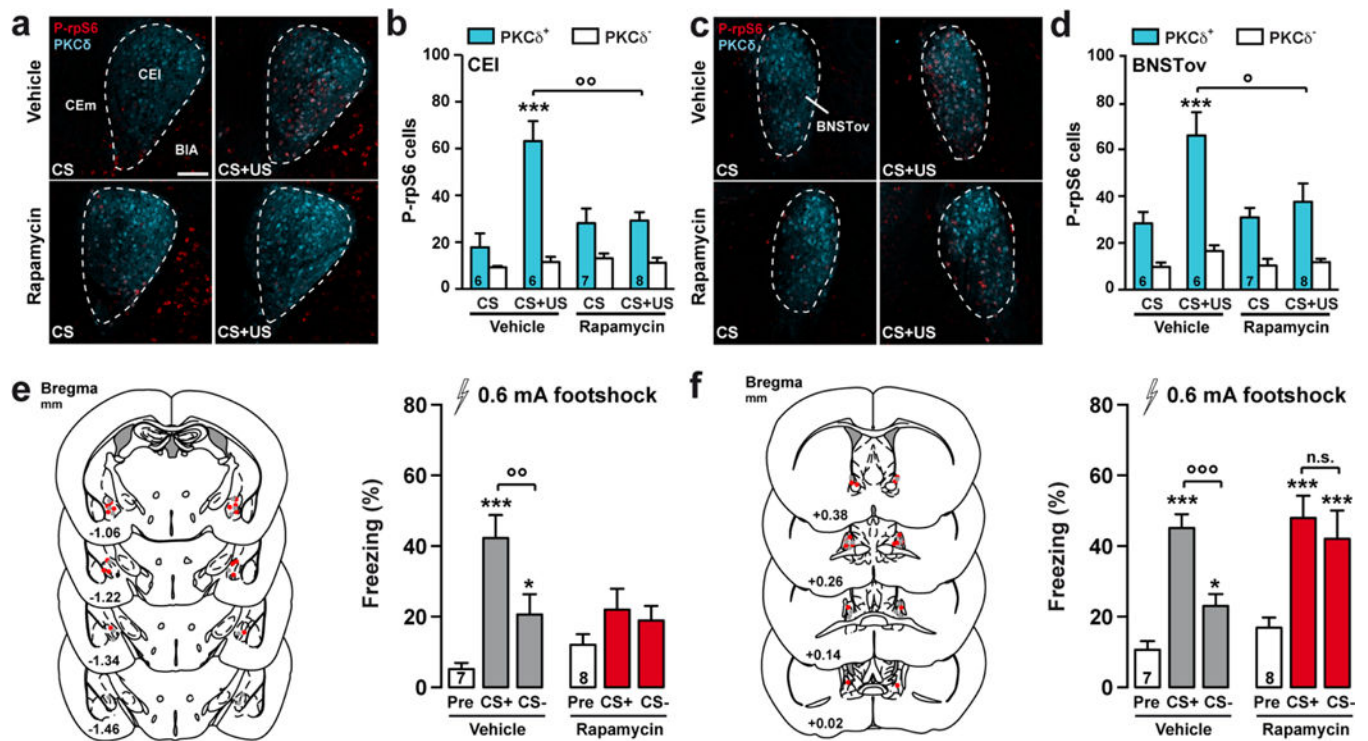 a
P-rpS6
PKCδ
Vehicle
CEl
CEm
BlA
CS
CS+US
Rapamycin
CS
CS+US
b
PKCδ+ PKCδ-
CEl
P-rpS6 cells
100
80
60
40
20
0
***
°°
6 6 7 8
CS CS+US CS CS+US
Vehicle Rapamycin
c
P-rpS6
PKCδ
Vehicle
BNSTov
CS
CS+US
Rapamycin
CS
CS+US
d
PKCδ+ PKCδ-
BNSTov
P-rpS6 cells
100
80
60
40
20
0
***
°
6 6 7 8
CS CS+US CS CS+US
Vehicle Rapamycin
e
Bregma
mm
-1.06
-1.22
-1.34
-1.46
0.6 mA footshock
Freezing (%)
80
60
40
20
0
°°
***
*
7 8
Pre CS+ CS- Pre CS+ CS-
Vehicle Rapamycin
f
Bregma
mm
+0.38
+0.26
+0.14
+0.02
0.6 mA footshock
Freezing (%)
80
60
40
20
0
°°° n.s.
*** *** ***
*
7 8
Pre CS+ CS- Pre CS+ CS-
Vehicle Rapamycin